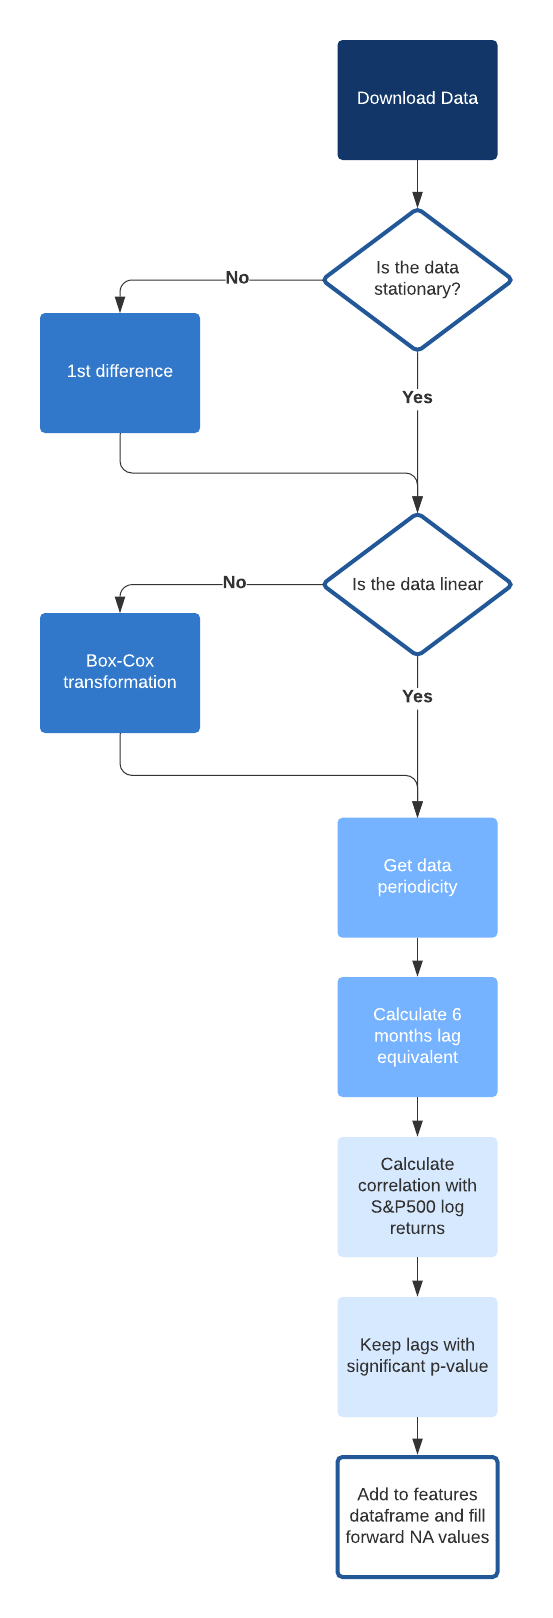 Download Data
Is the data
stationary?
No
1st difference
Yes
Is the data linear
No
Box-Cox
transformation
Yes
Get data
periodicity
Calculate 6
months lag
equivalent
Calculate
correlation with
S&P500 log
returns
Keep lags with
significant p-value
Add to features
dataframe and fill
forward NA values